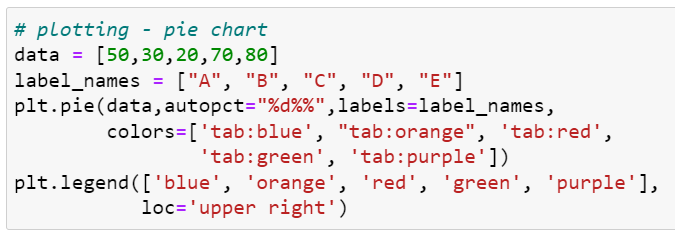 # plotting - pie chart
data = [50,30,20,70,80]
label_names = ["A", "B", "C", "D", "E"]
plt.pie(data,autopct="%d%%",labels=label_names,
        colors=['tab:blue', "tab:orange", 'tab:red',
                'tab:green', 'tab:purple'])
plt.legend(['blue', 'orange', 'red', 'green', 'purple'],
           loc='upper right')